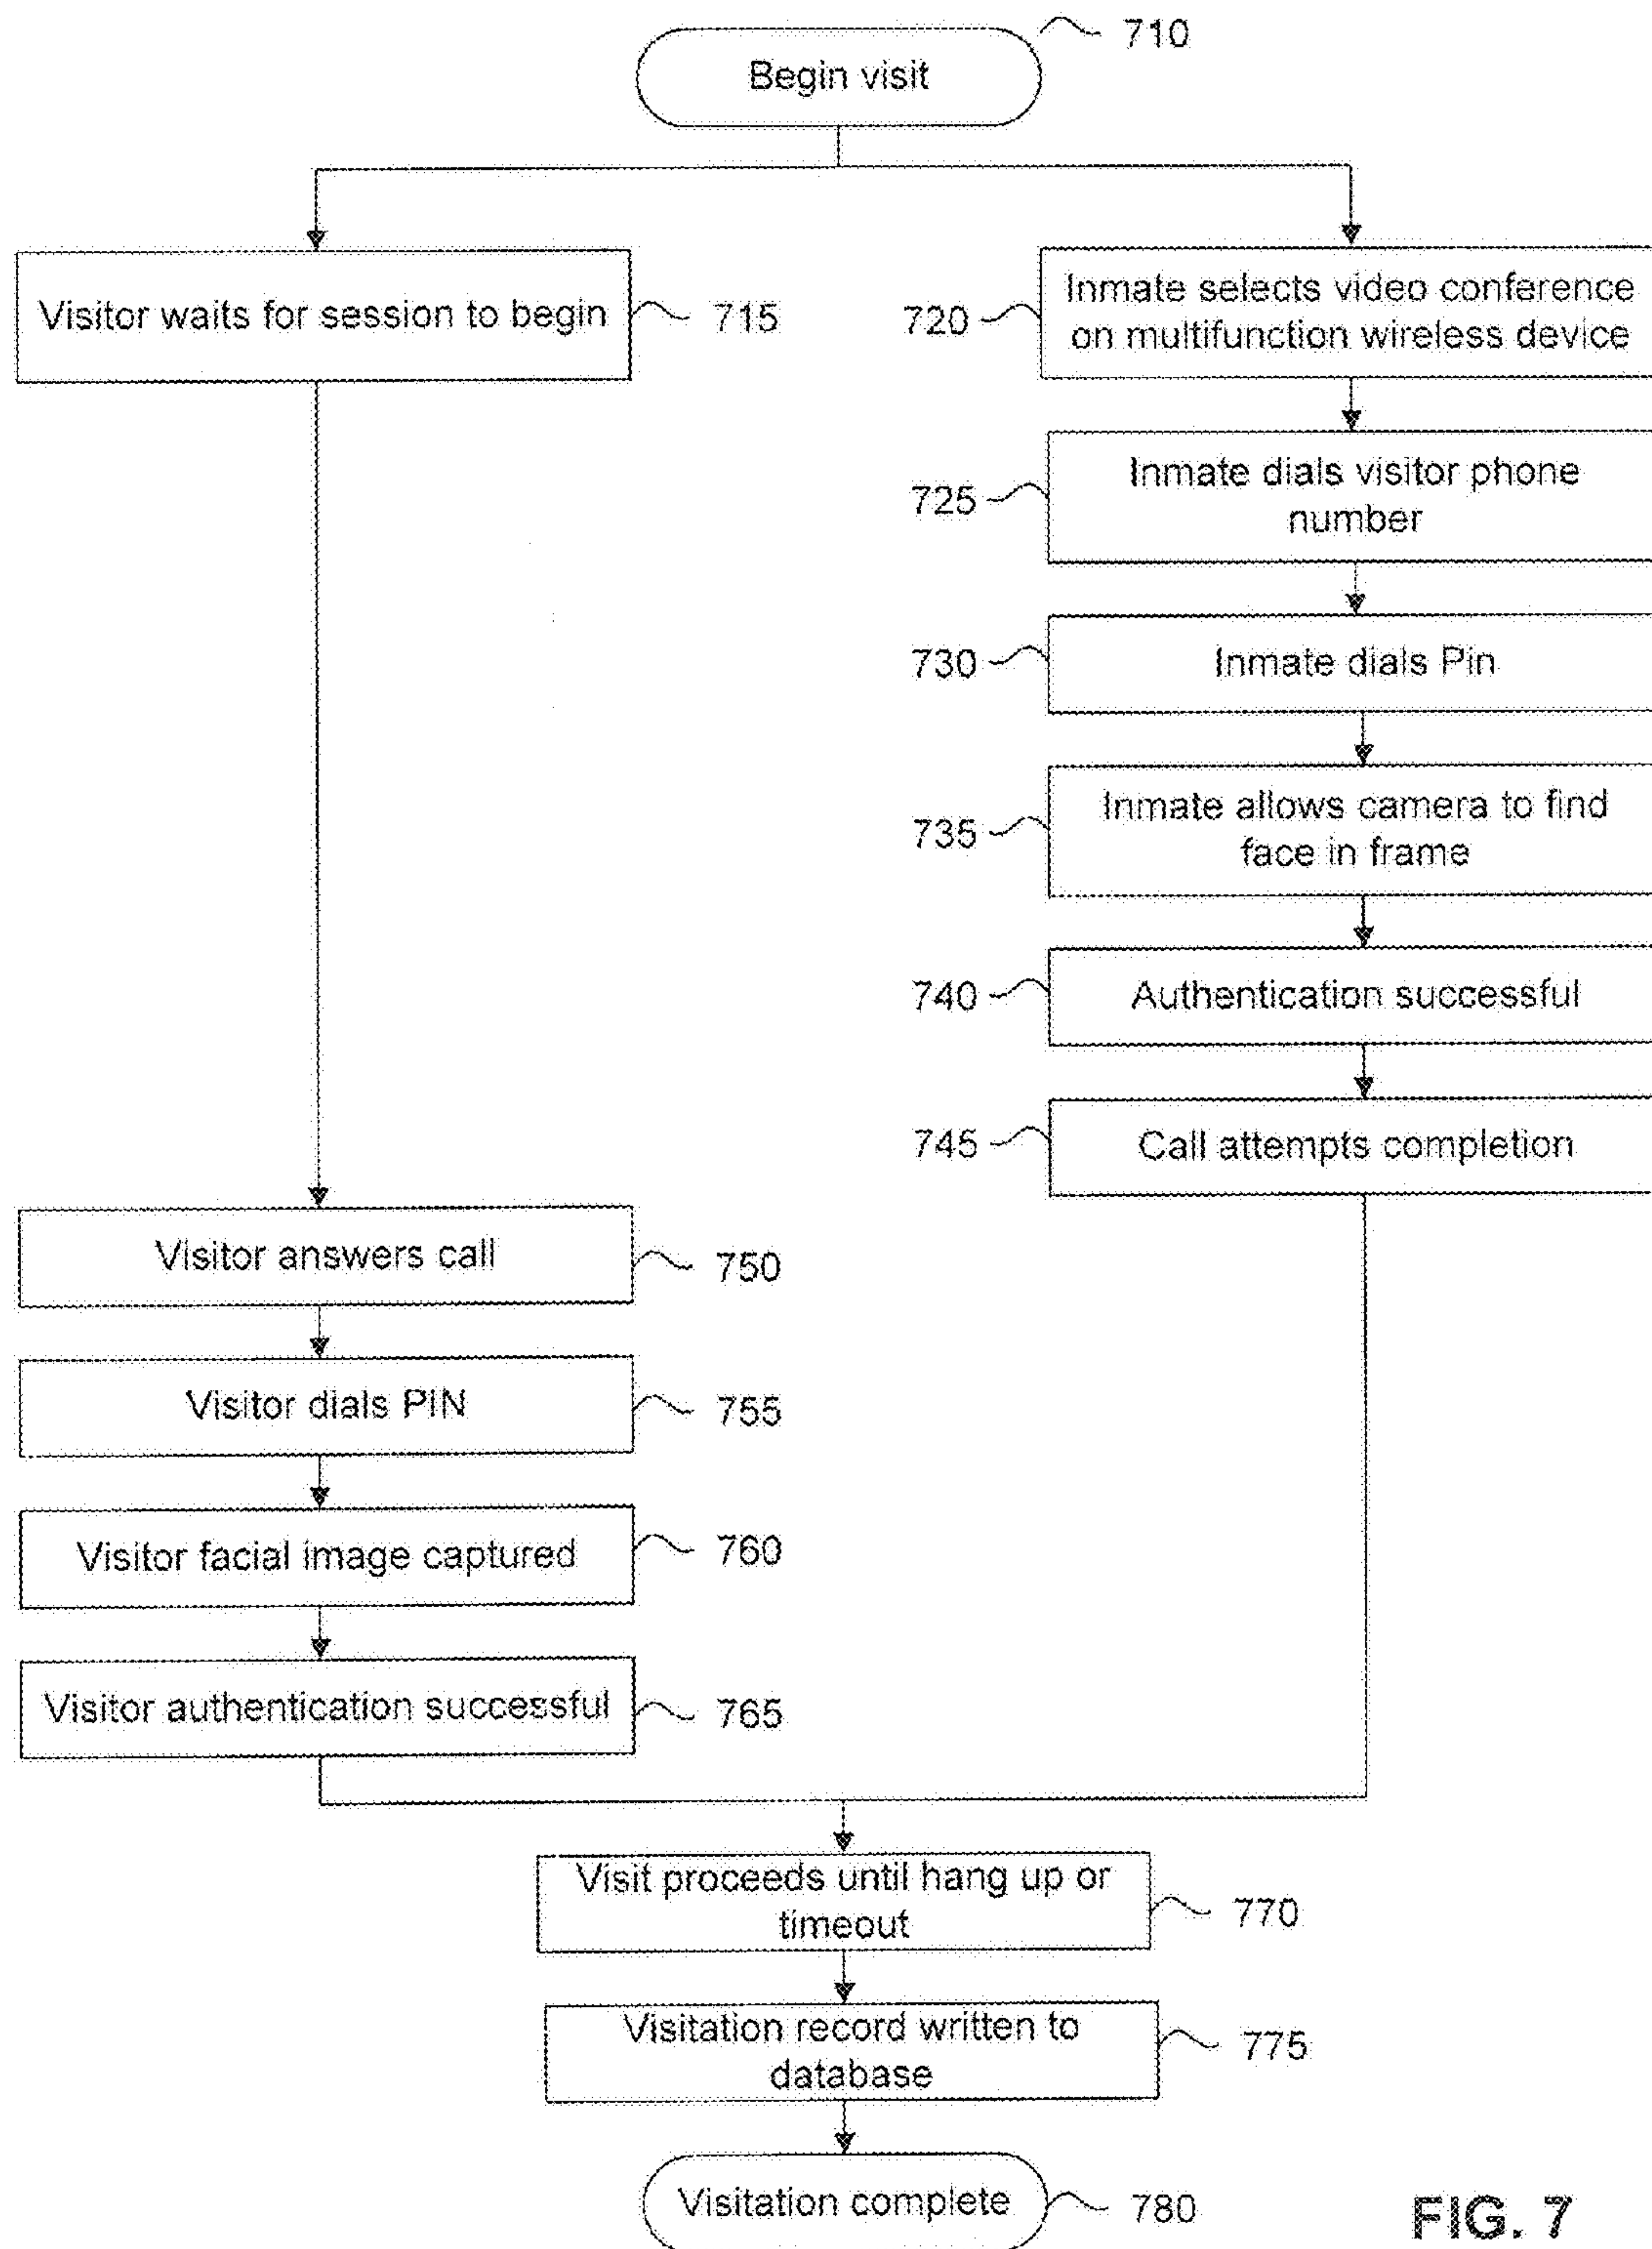 710
Begin visit
Visitor waits for session to begin
715
720
Inmate selects video conference
on multifunction wireless device
725
Inmate dials visitor phone
number
730
Inmate dials Pin
735
Inmate allows camera to find
face in frame
740
Authentication successful
745
Call attempts completion
Visitor answers call
750
Visitor dials PIN
755
Visitor facial image captured
760
Visitor authentication successful
765
Visit proceeds until hang up or
timeout
770
Visitation record written to
database
775
Visitation complete
780
FIG. 7